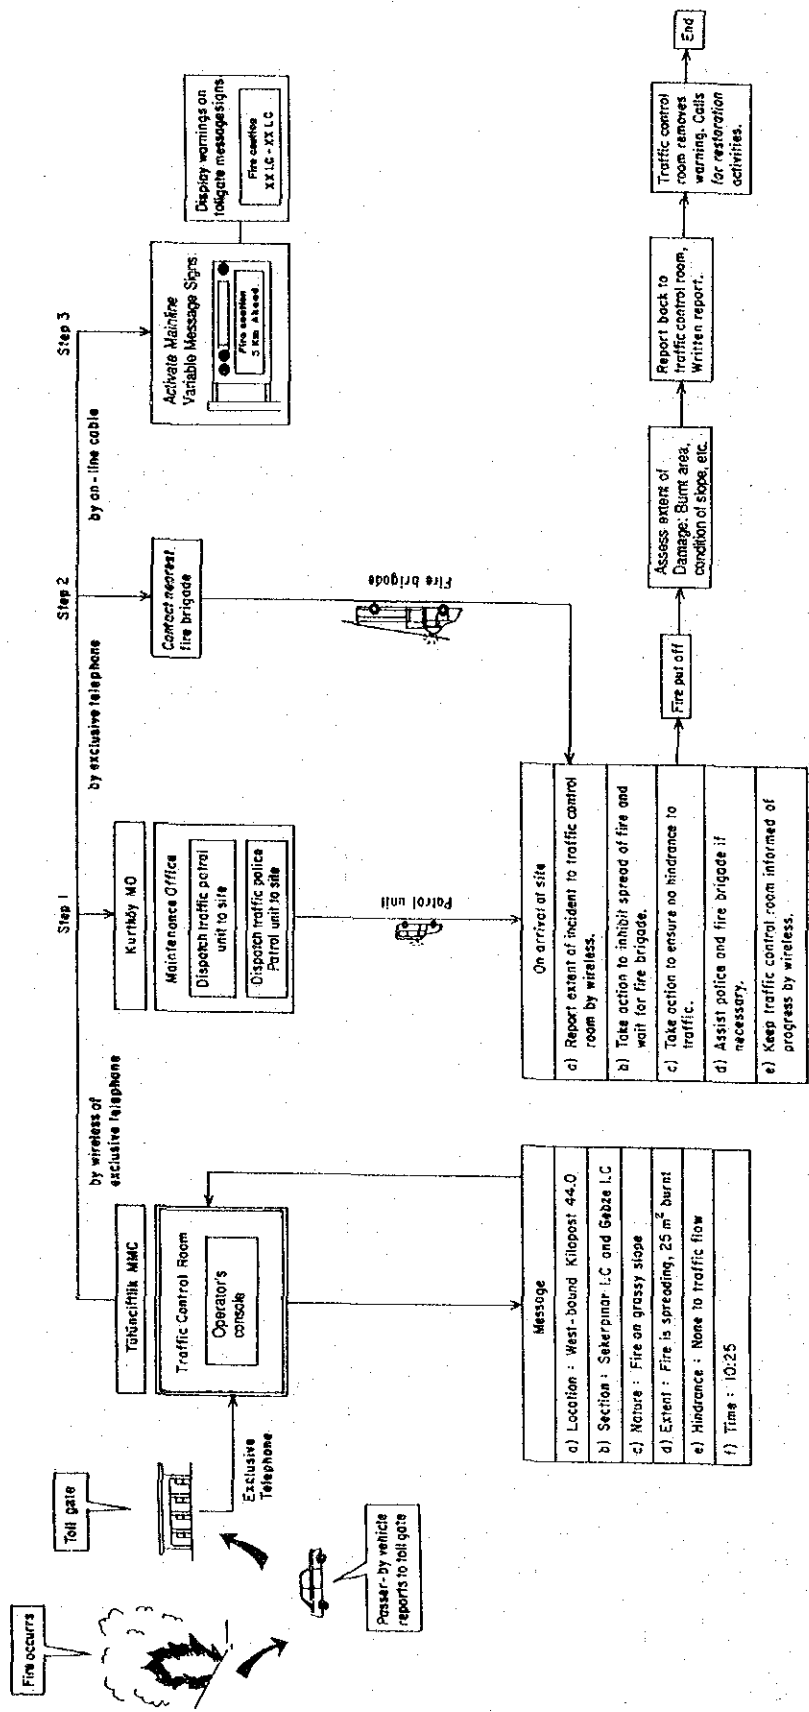 Fire occurrs
Toll gate
Passer-by vehicle
reports to toll gate
Exclusive
Telephone
Tütünciftlik MMC
Traffic Control Room
Operator's
console
Message
a) Location : West-bound Kilopost 44.0
b) Section : Sekerpinar I.C and Gebze I.C
c) Nature : Fire on grassy slope
d) Extent : Fire is spreading, 25 m² burnt
e) Hindrance : None to traffic flow
f) Time : 10:25
by wireless of
exclusive telephone
Step 1
Kurtköy MO
Maintenance Office
Dispatch traffic patrol
unit to site
Dispatch traffic police
Patrol unit to site
Patrol unit
On arrival at site
a) Report extent of incident to traffic control
room by wireless.
b) Take action to inhibit spread of fire and
wait for fire brigade.
c) Take action to ensure no hindrance to
traffic.
d) Assist police and fire brigade if
necessary.
e) Keep traffic control room informed of
progress by wireless.
by exclusive telephone
Step 2
Contact nearest
fire brigade
Fire brigade
by on-line cable
Step 3
Activate Mainline
Variable Message Signs:
Fire caution
5 Km Ahead
Display warnings on
tollgate messagesigns.
Fire caution
XX I.C - XX I.C
Fire put off
Assess extent of
Damage: Burnt area,
condition of slope, etc.
Report back to
traffic control room,
Written report.
Traffic control
room removes
warning. Calls
for restoration
activities.
End